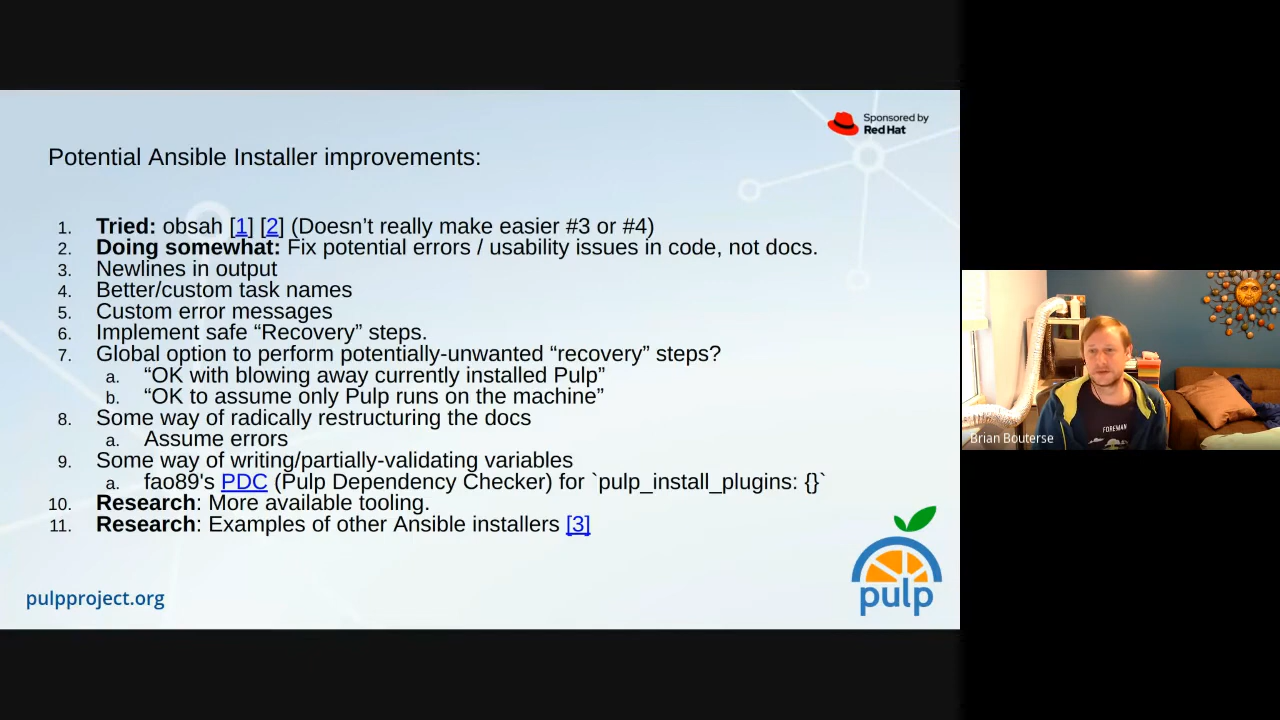 Sponsored by
Red Hat
Potential Ansible Installer improvements:
1. Tried: obsah [1] [2] (Doesn’t really make easier #3 or #4)
2. Doing somewhat: Fix potential errors / usability issues in code, not docs.
3. Newlines in output
4. Better/custom task names
5. Custom error messages
6. Implement safe “Recovery” steps.
7. Global option to perform potentially-unwanted “recovery” steps?
a. “OK with blowing away currently installed Pulp”
b. “OK to assume only Pulp runs on the machine”
8. Some way of radically restructuring the docs
a. Assume errors
9. Some way of writing/partially-validating variables
a. fao89's PDC (Pulp Dependency Checker) for `pulp_install_plugins: {}`
10. Research: More available tooling.
11. Research: Examples of other Ansible installers [3]
pulpproject.org
pulp
FOREMAN
Brian Bouterse